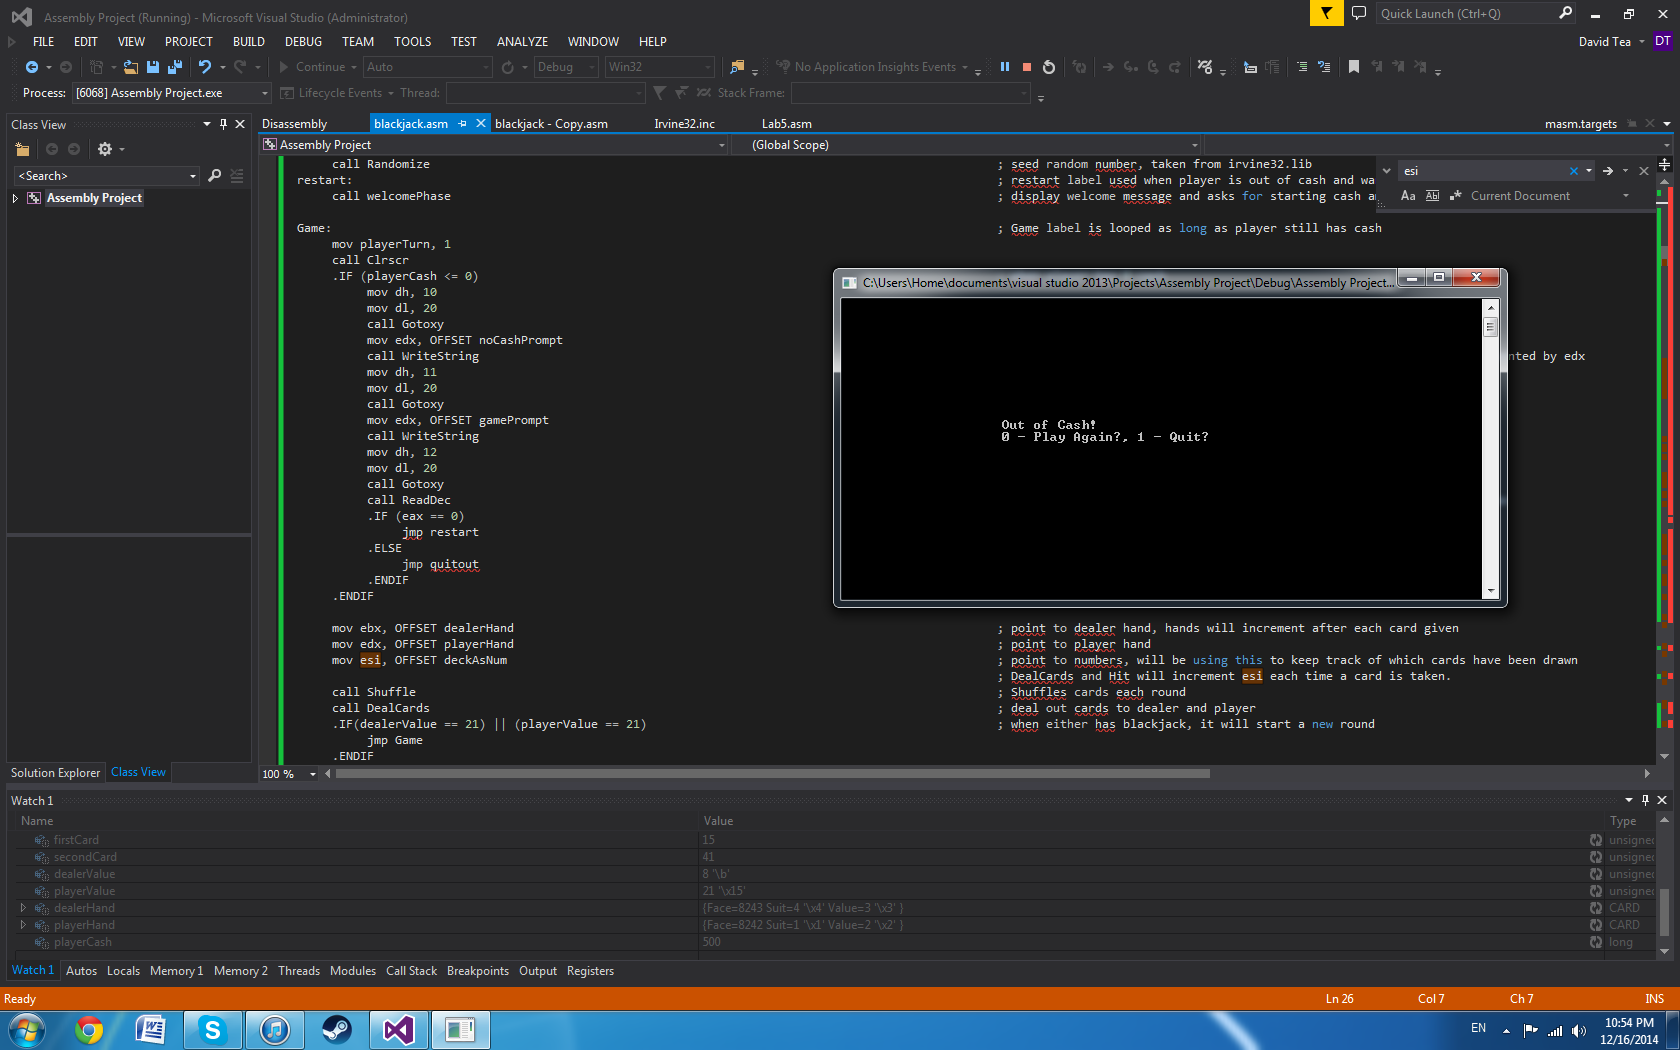 Assembly Project (Running) - Microsoft Visual Studio (Administrator)
Quick Launch (Ctrl+Q)
FILE EDIT VIEW PROJECT BUILD DEBUG TEAM TOOLS TEST ANALYZE WINDOW HELP
David Tea DT
Continue Auto Debug Win32 No Application Insights Events
Process: [6068] Assembly Project.exe Lifecycle Events Thread: Stack Frame:
Class View
Disassembly blackjack.asm blackjack - Copy.asm Irvine32.inc Lab5.asm masm.targets
Assembly Project (Global Scope)
<Search>
Assembly Project
esi
Aa Ab Current Document
call Randomize ; seed random number, taken from irvine32.lib
restart: ; restart label used when player is out of cash and wa
call welcomePhase ; display welcome message and asks for starting cash a
Game: ; Game label is looped as long as player still has cash
mov playerTurn, 1
call Clrscr
.IF (playerCash <= 0)
mov dh, 10
mov dl, 20
call Gotoxy
mov edx, OFFSET noCashPrompt
call WriteString nted by edx
mov dh, 11
mov dl, 20
call Gotoxy
mov edx, OFFSET gamePrompt
call WriteString
mov dh, 12
mov dl, 20
call Gotoxy
call ReadDec
.IF (eax == 0)
jmp restart
.ELSE
jmp quitout
.ENDIF
.ENDIF
mov ebx, OFFSET dealerHand ; point to dealer hand, hands will increment after each card given
mov edx, OFFSET playerHand ; point to player hand
mov esi, OFFSET deckAsNum ; point to numbers, will be using this to keep track of which cards have been drawn
; DealCards and Hit will increment esi each time a card is taken.
call Shuffle ; Shuffles cards each round
call DealCards ; deal out cards to dealer and player
.IF(dealerValue == 21) || (playerValue == 21) ; when either has blackjack, it will start a new round
jmp Game
.ENDIF
C:\Users\Home\documents\visual studio 2013\Projects\Assembly Project\Debug\Assembly Project...
Out of Cash!
0 - Play Again?, 1 - Quit?
Solution Explorer Class View
100 %
Watch 1
Name Value Type
firstCard 15 unsigned
secondCard 41 unsigned
dealerValue 8 '\b' unsigned
playerValue 21 '\x15' unsigned
dealerHand {Face=8243 Suit=4 '\x4' Value=3 '\x3' } CARD
playerHand {Face=8242 Suit=1 '\x1' Value=2 '\x2' } CARD
playerCash 500 long
Watch 1 Autos Locals Memory 1 Memory 2 Threads Modules Call Stack Breakpoints Output Registers
Ready Ln 26 Col 7 Ch 7 INS
EN 10:54 PM
12/16/2014